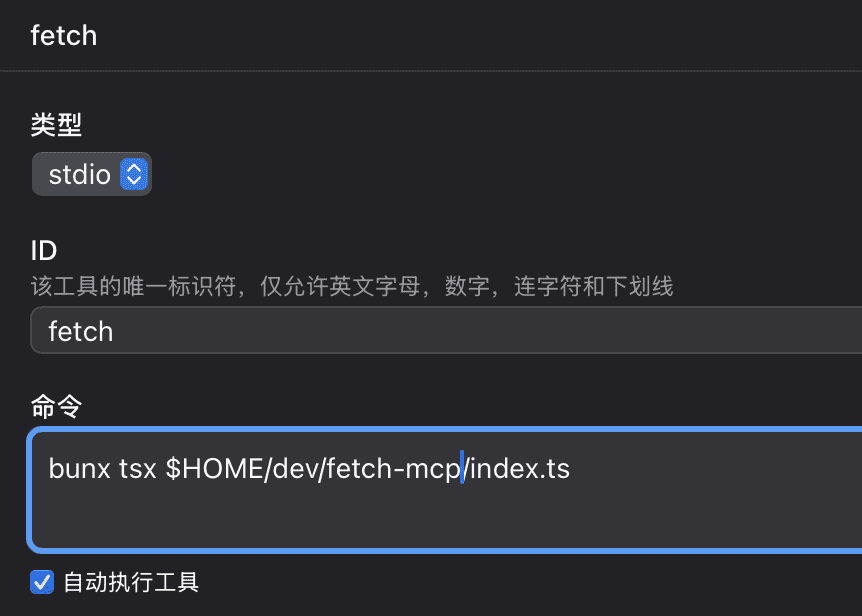 fetch
类型
stdio
ID
该工具的唯一标识符，仅允许英文字母，数字，连字符和下划线
fetch
命令
bunx tsx $HOME/dev/fetch-mcp/index.ts
自动执行工具